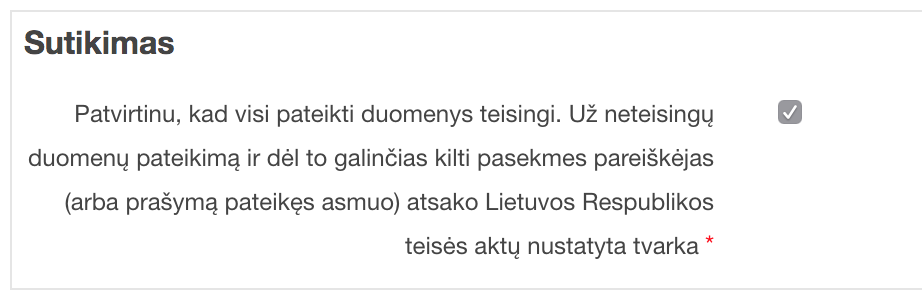 Sutikimas
Patvirtinu, kad visi pateikti duomenys teisingi. Už neteisingų
duomenų pateikimą ir dėl to galinčias kilti pasekmes pareiškėjas
(arba prašymą pateikęs asmuo) atsako Lietuvos Respublikos
teisės aktų nustatyta tvarka *